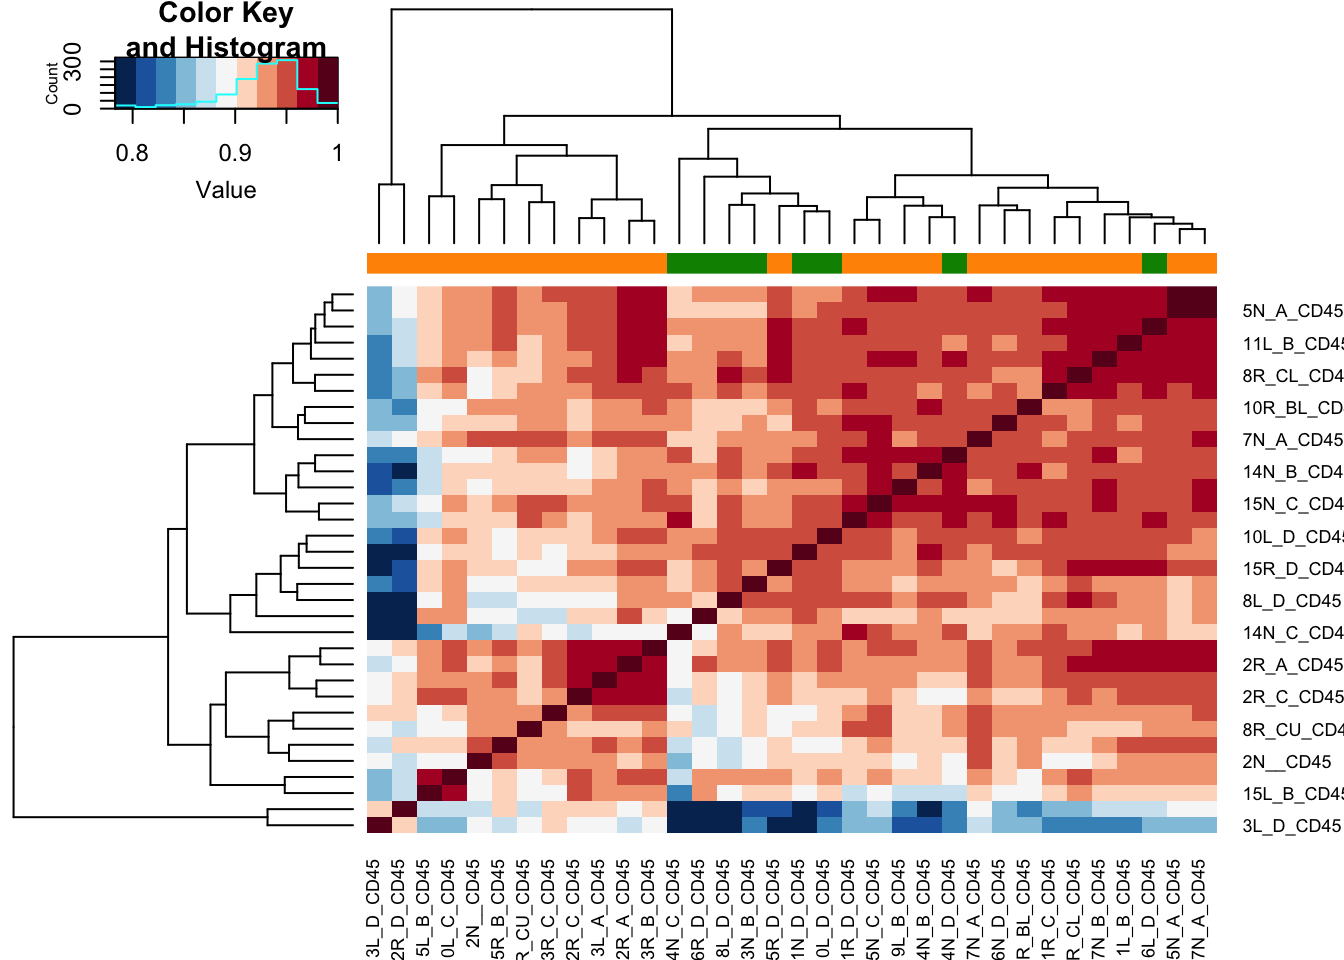 Color Key
and Histogram
Count
0 300
0.8 0.9 1
Value
5N_A_CD45
11L_B_CD45
8R_CL_CD4
10R_BL_CD
7N_A_CD45
14N_B_CD4
15N_C_CD4
10L_D_CD45
15R_D_CD4
8L_D_CD45
14N_C_CD4
2R_A_CD45
2R_C_CD45
8R_CU_CD4
2N__CD45
15L_B_CD45
3L_D_CD45
3L_D_CD45
2R_D_CD45
5L_B_CD45
0L_C_CD45
2N__CD45
5R_B_CD45
R_CU_CD45
3R_C_CD45
2R_C_CD45
3L_A_CD45
2R_A_CD45
3R_B_CD45
4N_C_CD45
6R_D_CD45
8L_D_CD45
3N_B_CD45
5R_D_CD45
1N_D_CD45
0L_D_CD45
1R_D_CD45
5N_C_CD45
9L_B_CD45
4N_B_CD45
4N_D_CD45
7N_A_CD45
6N_D_CD45
R_BL_CD45
1R_C_CD45
R_CL_CD45
7N_B_CD45
1L_B_CD45
6L_D_CD45
5N_A_CD45
7N_A_CD45